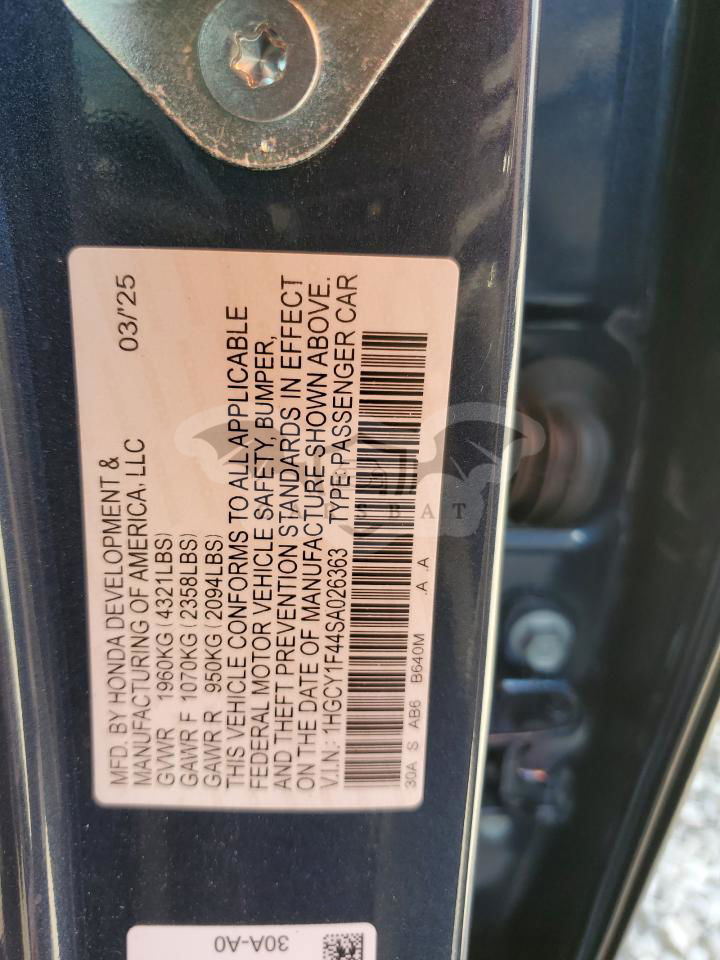 MFD. BY HONDA DEVELOPMENT & 03/'25
MANUFACTURING OF AMERICA, LLC
GVWR 1960KG (4321LBS)
GAWR F 1070KG (2358LBS)
GAWR R 950KG (2094LBS)
THIS VEHICLE CONFORMS TO ALL APPLICABLE
FEDERAL MOTOR VEHICLE SAFETY, BUMPER,
AND THEFT PREVENTION STANDARDS IN EFFECT
ON THE DATE OF MANUFACTURE SHOWN ABOVE.
V.I.N.: 1HGCY1F44SA026363 TYPE:PASSENGER CAR
30A S AB6 B640M .A .A
30A-A0
CARSBAT